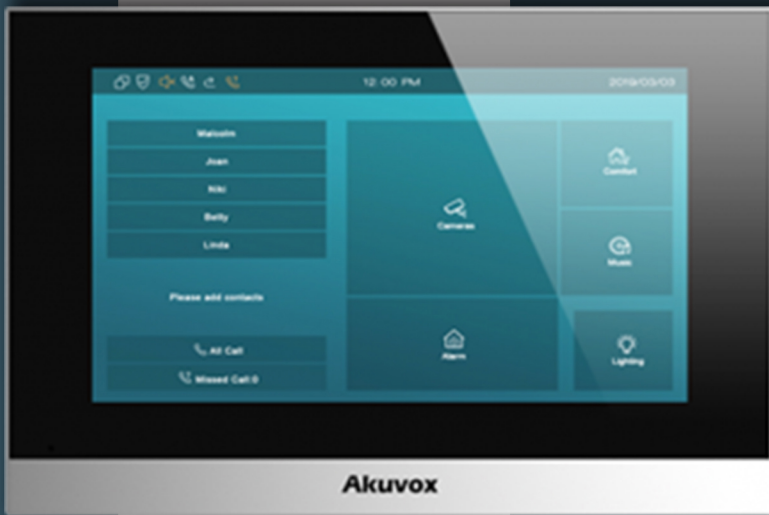 12:00 PM
2019/03/03
Malcolm
Joan
Niki
Betty
Linda
Please add contacts
All Call
Missed Call:0
Cameras
Alarm
Comfort
Music
Lighting
Akuvox